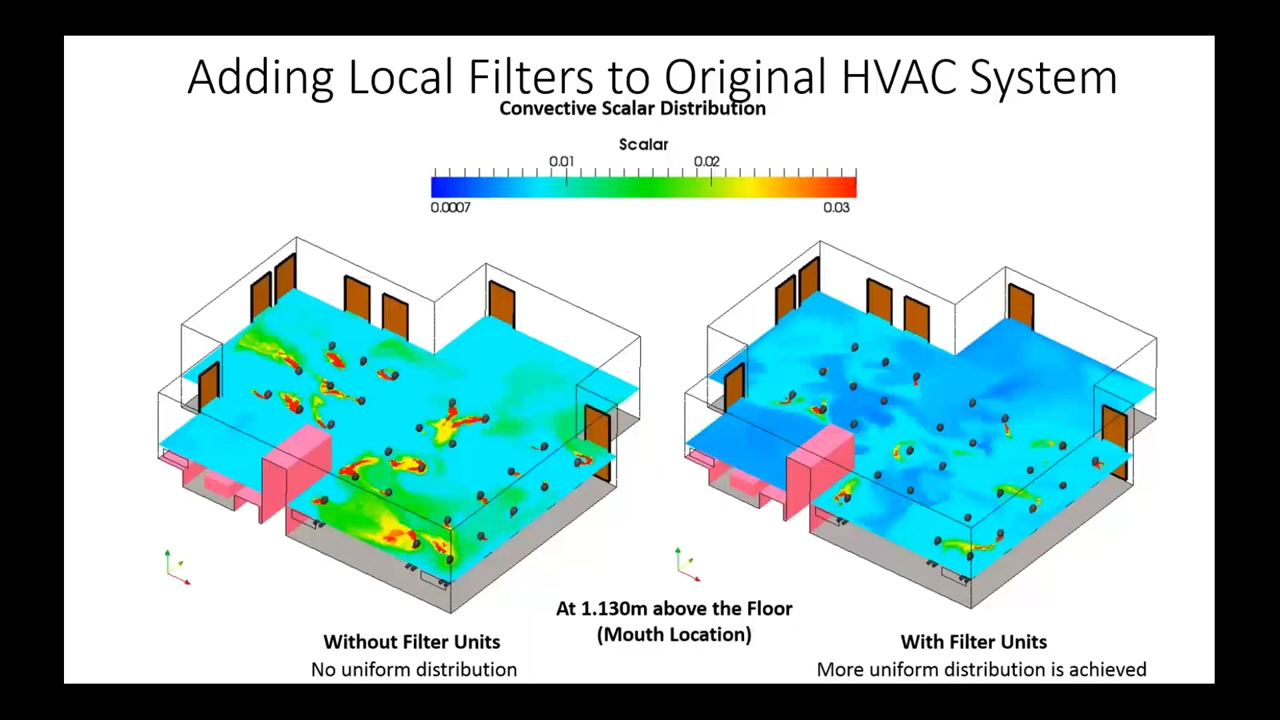 Adding Local Filters to Original HVAC System
Convective Scalar Distribution
Scalar
0.01 0.02
0.0007 0.03
At 1.130m above the Floor
(Mouth Location)
Without Filter Units
No uniform distribution
With Filter Units
More uniform distribution is achieved